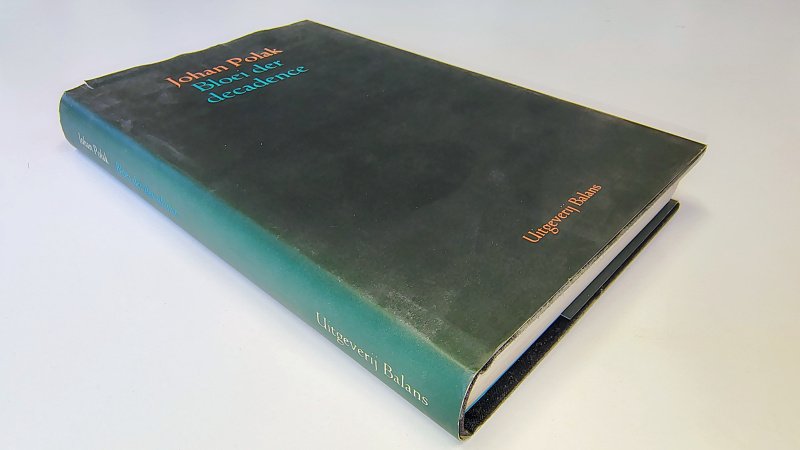 Johan Polak
Bloei der
decadence
Uitgeverij Balans
Johan Polak Bloei der decadence
Uitgeverij Balans